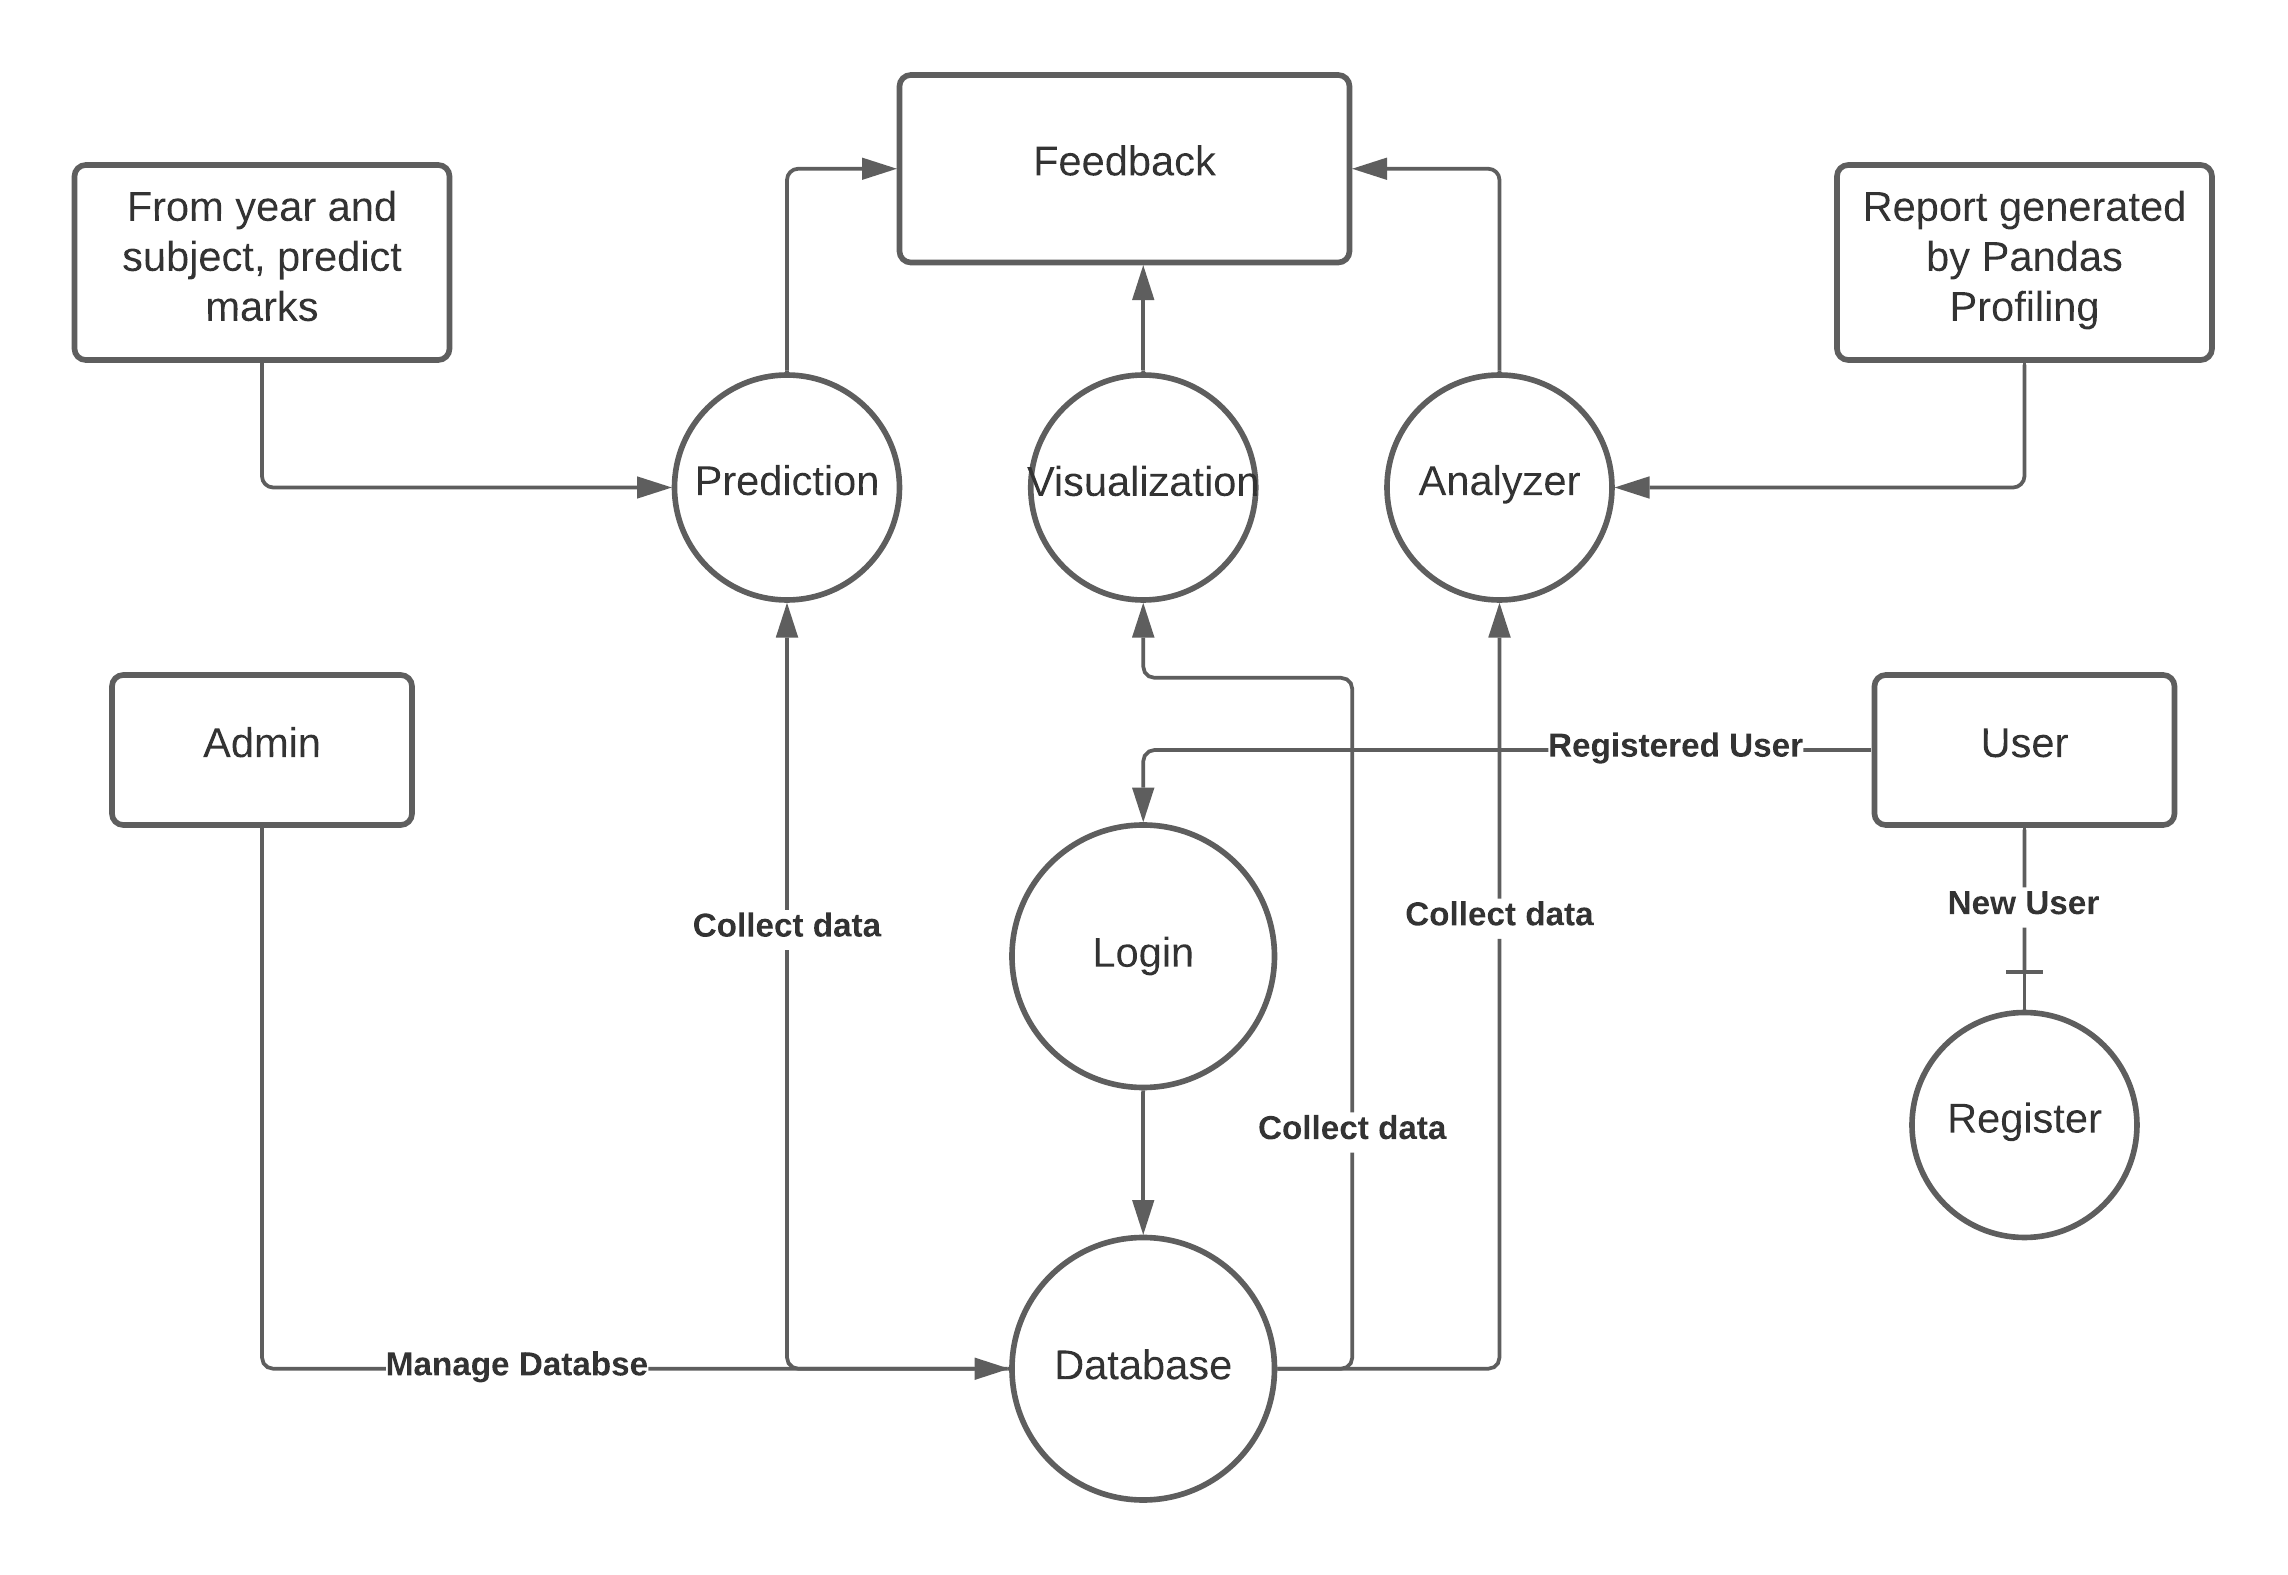 Feedback
From year and
subject, predict
marks
Report generated
by Pandas
Profiling
Prediction
Visualization
Analyzer
Admin
Registered User
User
New User
Collect data
Collect data
Login
Collect data
Register
Manage Databse
Database